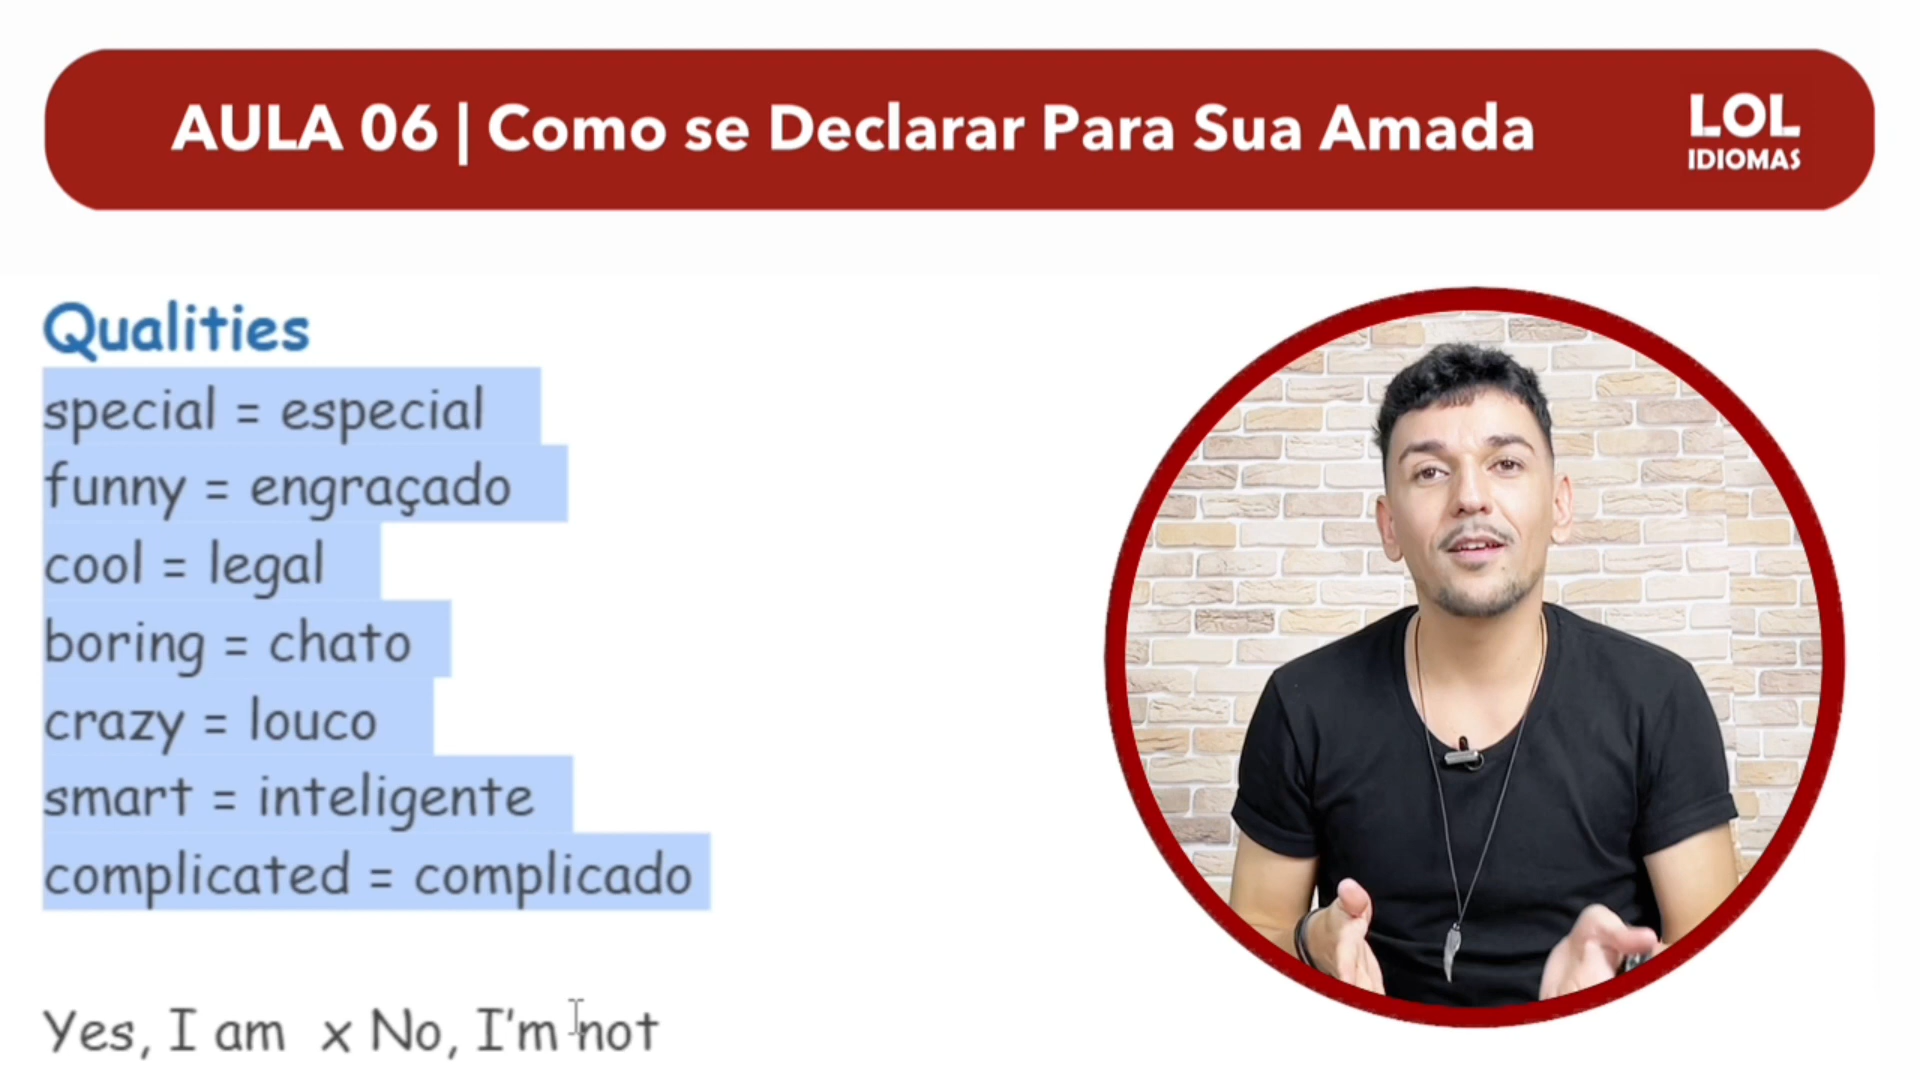 AULA 06 | Como se Declarar Para Sua Amada
LOL
IDIOMAS
Qualities
special = especial
funny = engraçado
cool = legal
boring = chato
crazy = louco
smart = inteligente
complicated = complicado
Yes, I am x No, I'm not